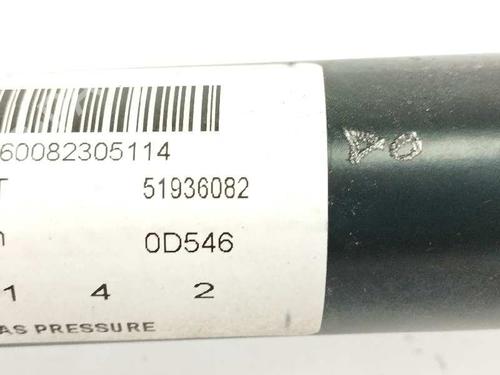 60082305114
T 51936082
0D546
1 4 2
AS PRESSURE